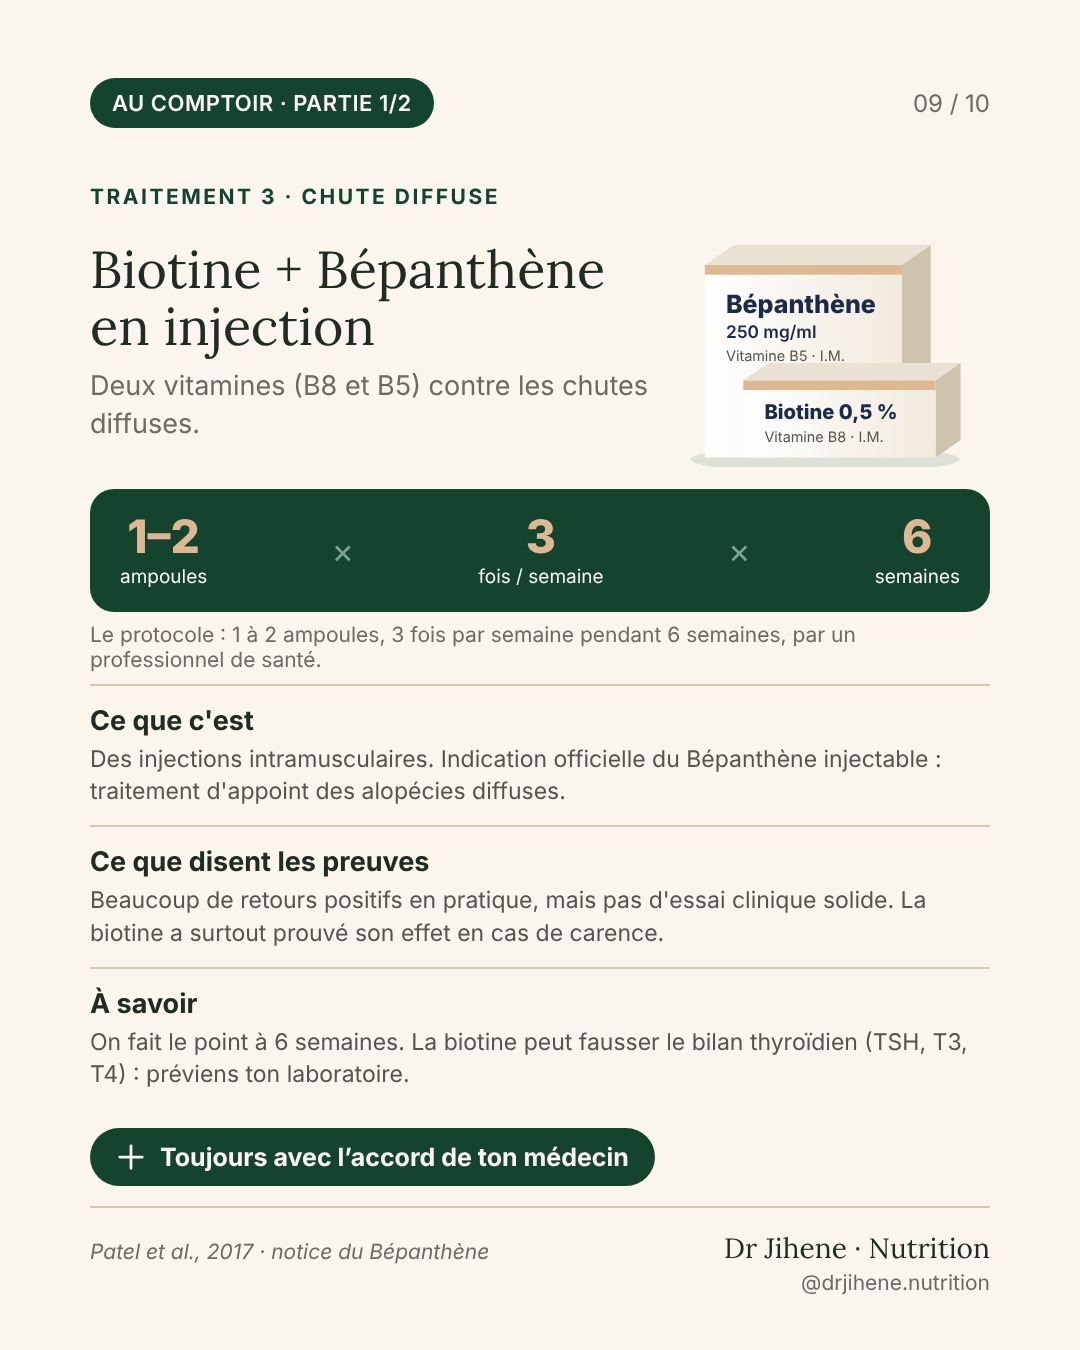 AU COMPTOIR · PARTIE 1/2
09 / 10
TRAITEMENT 3 · CHUTE DIFFUSE
Biotine + Bépanthène
en injection
Deux vitamines (B8 et B5) contre les chutes
diffuses.
Bépanthène
250 mg/ml
Vitamine B5 · I.M.
Biotine 0,5 %
Vitamine B8 · I.M.
1–2
ampoules
×
3
fois / semaine
×
6
semaines
Le protocole : 1 à 2 ampoules, 3 fois par semaine pendant 6 semaines, par un
professionnel de santé.
Ce que c'est
Des injections intramusculaires. Indication officielle du Bépanthène injectable :
traitement d'appoint des alopécies diffuses.
Ce que disent les preuves
Beaucoup de retours positifs en pratique, mais pas d'essai clinique solide. La
biotine a surtout prouvé son effet en cas de carence.
À savoir
On fait le point à 6 semaines. La biotine peut fausser le bilan thyroïdien (TSH, T3,
T4) : préviens ton laboratoire.
+ Toujours avec l’accord de ton médecin
Patel et al., 2017 · notice du Bépanthène
Dr Jihene · Nutrition
@drjihene.nutrition